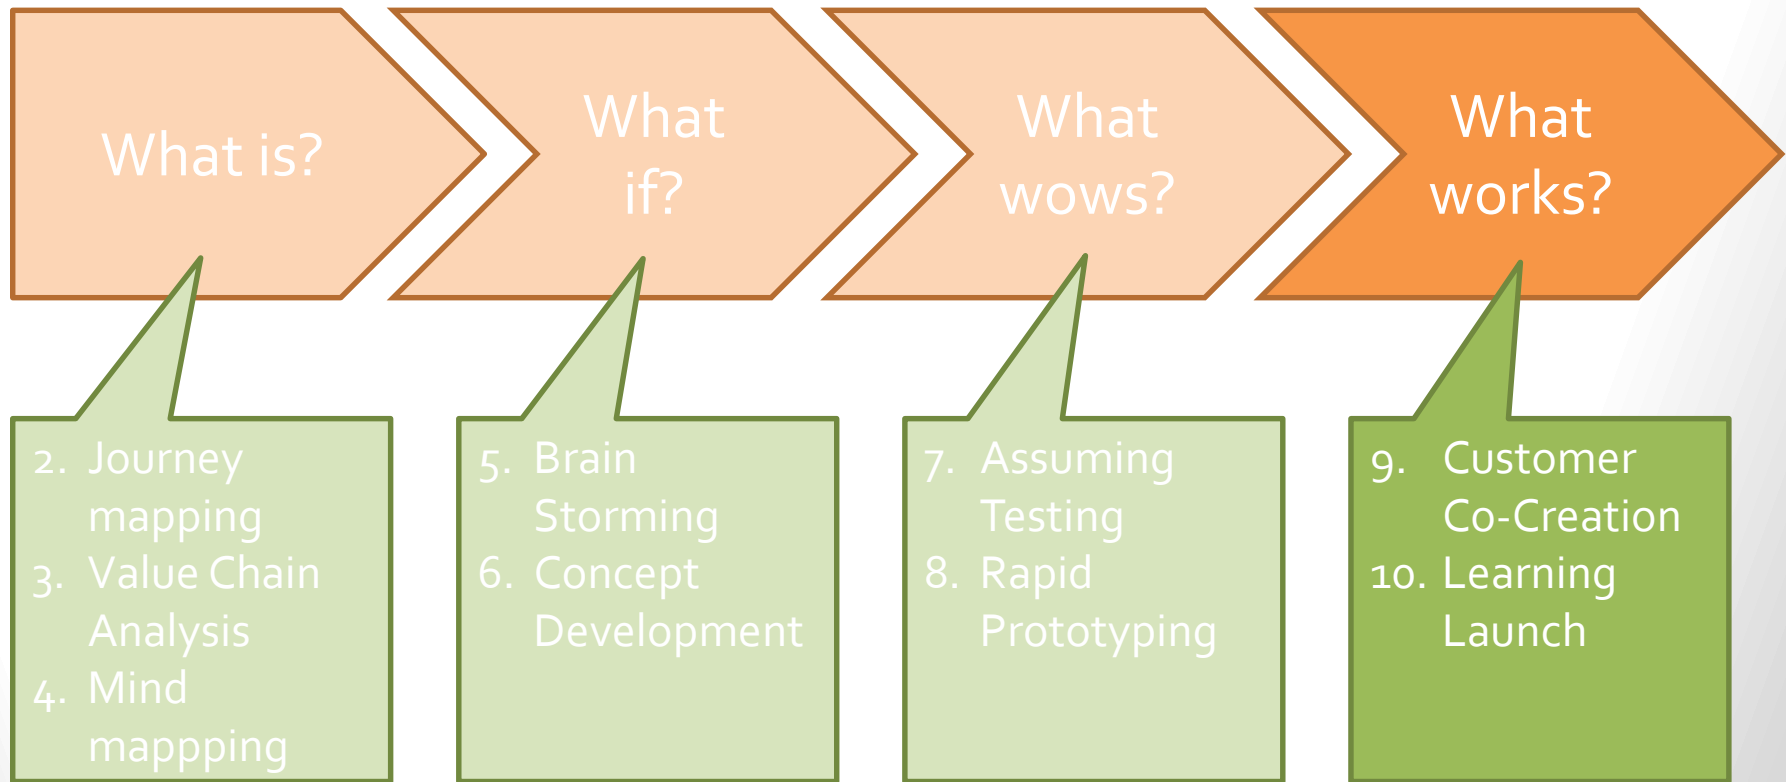 What is?
What
if?
What
wows?
What
works?
2. Journey
mapping
3. Value Chain
Analysis
4. Mind
mappping
5. Brain
Storming
6. Concept
Development
7. Assuming
Testing
8. Rapid
Prototyping
9. Customer
Co-Creation
10. Learning
Launch